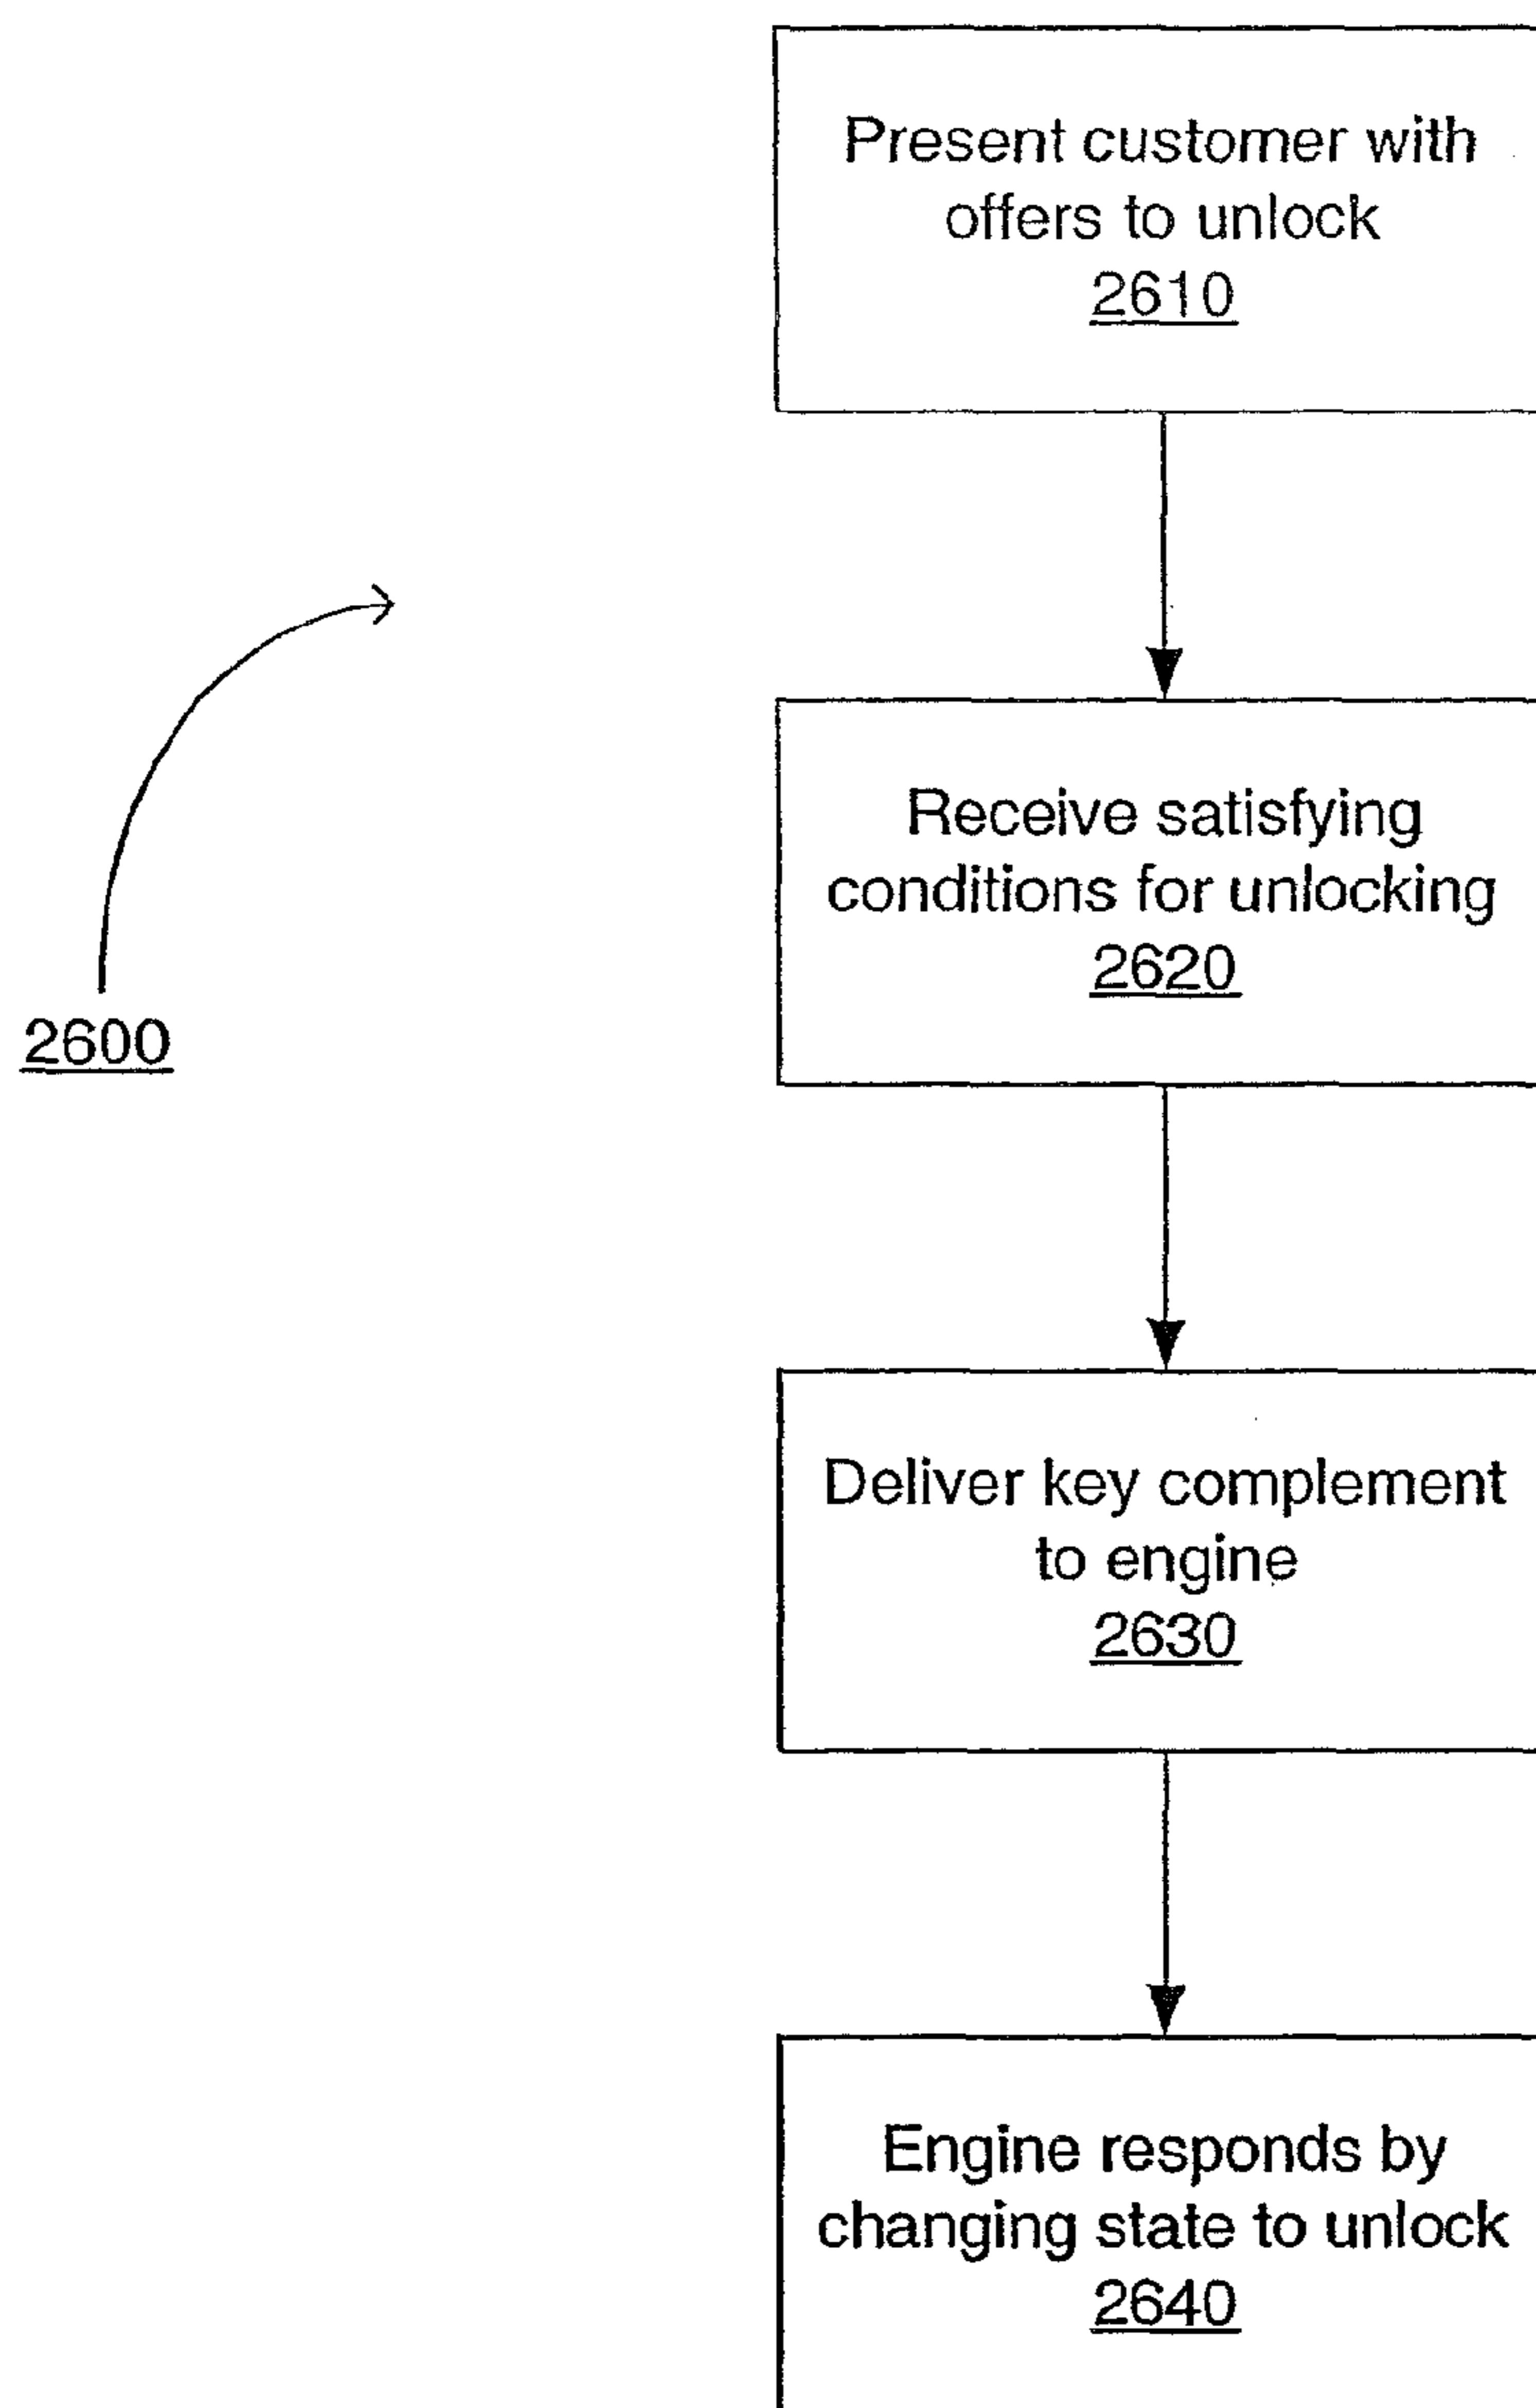 Present customer with
offers to unlock
2610
Receive satisfying
conditions for unlocking
2620
2600
Deliver key complement
to engine
2630
Engine responds by
changing state to unlock
2640